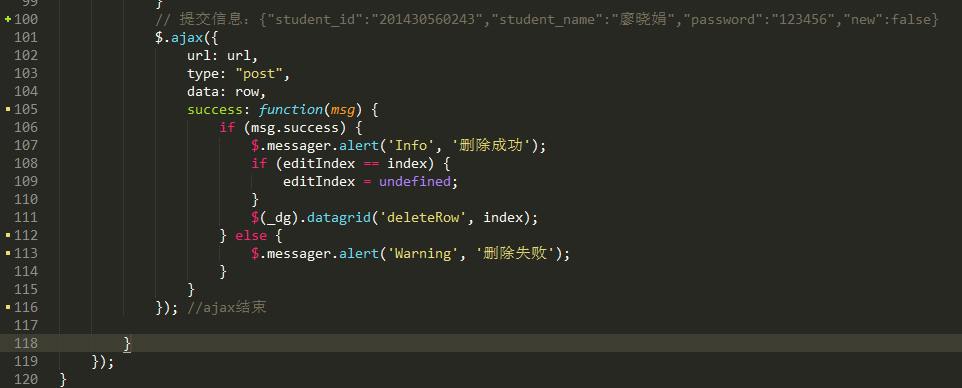 99 }
100 // 提交信息：{"student_id":"201430560243","student_name":"廖晓娟","password":"123456","new":false}
101 $.ajax({
102 url: url,
103 type: "post",
104 data: row,
105 success: function(msg) {
106 if (msg.success) {
107 $.messager.alert('Info', '删除成功');
108 if (editIndex == index) {
109 editIndex = undefined;
110 }
111 $(_dg).datagrid('deleteRow', index);
112 } else {
113 $.messager.alert('Warning', '删除失败');
114 }
115 }
116 }); //ajax结束
117
118 }
119 });
120 }